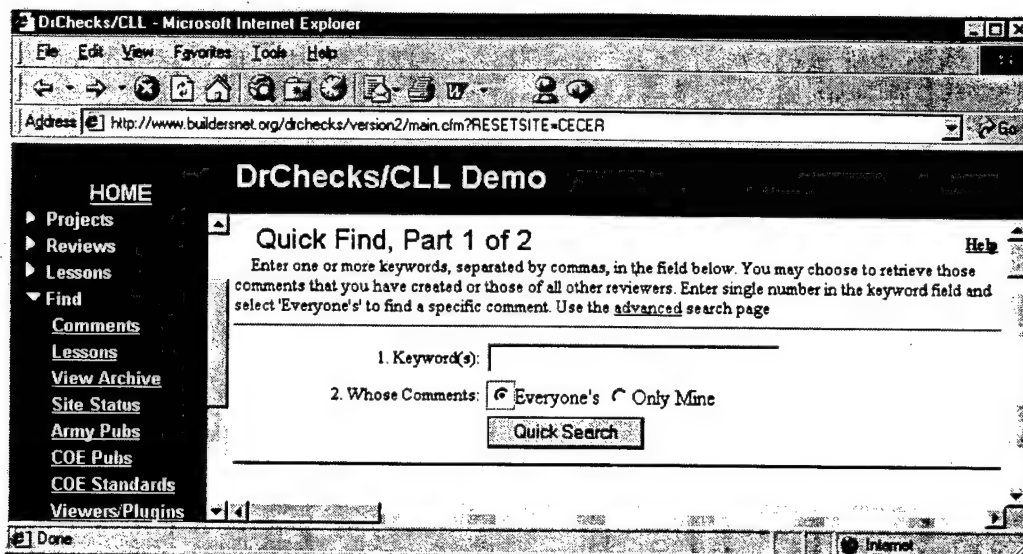 DrChecks/CLL - Microsoft Internet Explorer
File Edit View Favorites Tools Help
Address http://www.buildersnet.org/drchecks/version2/main.cfm?RESETSITE=CECER Go
DrChecks/CLL Demo
HOME
Projects
Reviews
Lessons
Find
Comments
Lessons
View Archive
Site Status
Army Pubs
COE Pubs
COE Standards
Viewers/Plugins
Quick Find, Part 1 of 2
Help
Enter one or more keywords, separated by commas, in the field below. You may choose to retrieve those
comments that you have created or those of all other reviewers. Enter single number in the keyword field and
select 'Everyone's' to find a specific comment. Use the advanced search page
1. Keyword(s):
2. Whose Comments: Everyone's Only Mine
Quick Search
Done
Internet